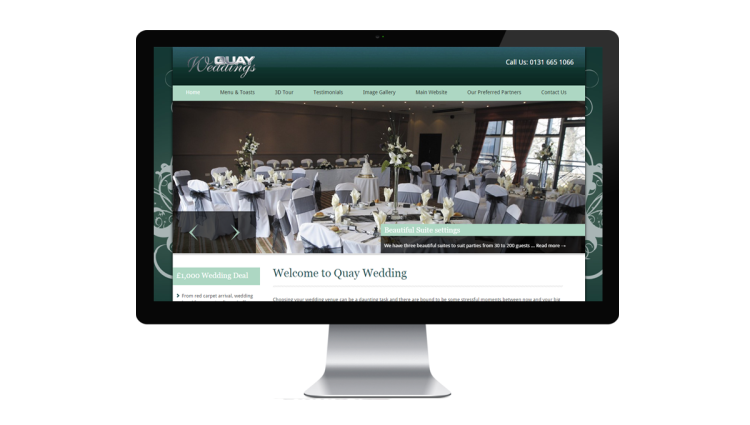 QUAY
Weddings
Call Us: 0131 665 1066
Home Menu & Toasts 3D Tour Testimonials Image Gallery Main Website Our Preferred Partners Contact Us
Beautiful Suite settings
We have three beautiful suites to suit parties from 30 to 200 guests ... Read more →
£1,000 Wedding Deal
Welcome to Quay Wedding
From red carpet arrival, wedding
Choosing your wedding venue can be a daunting task and there are bound to be some stressful moments between now and your big